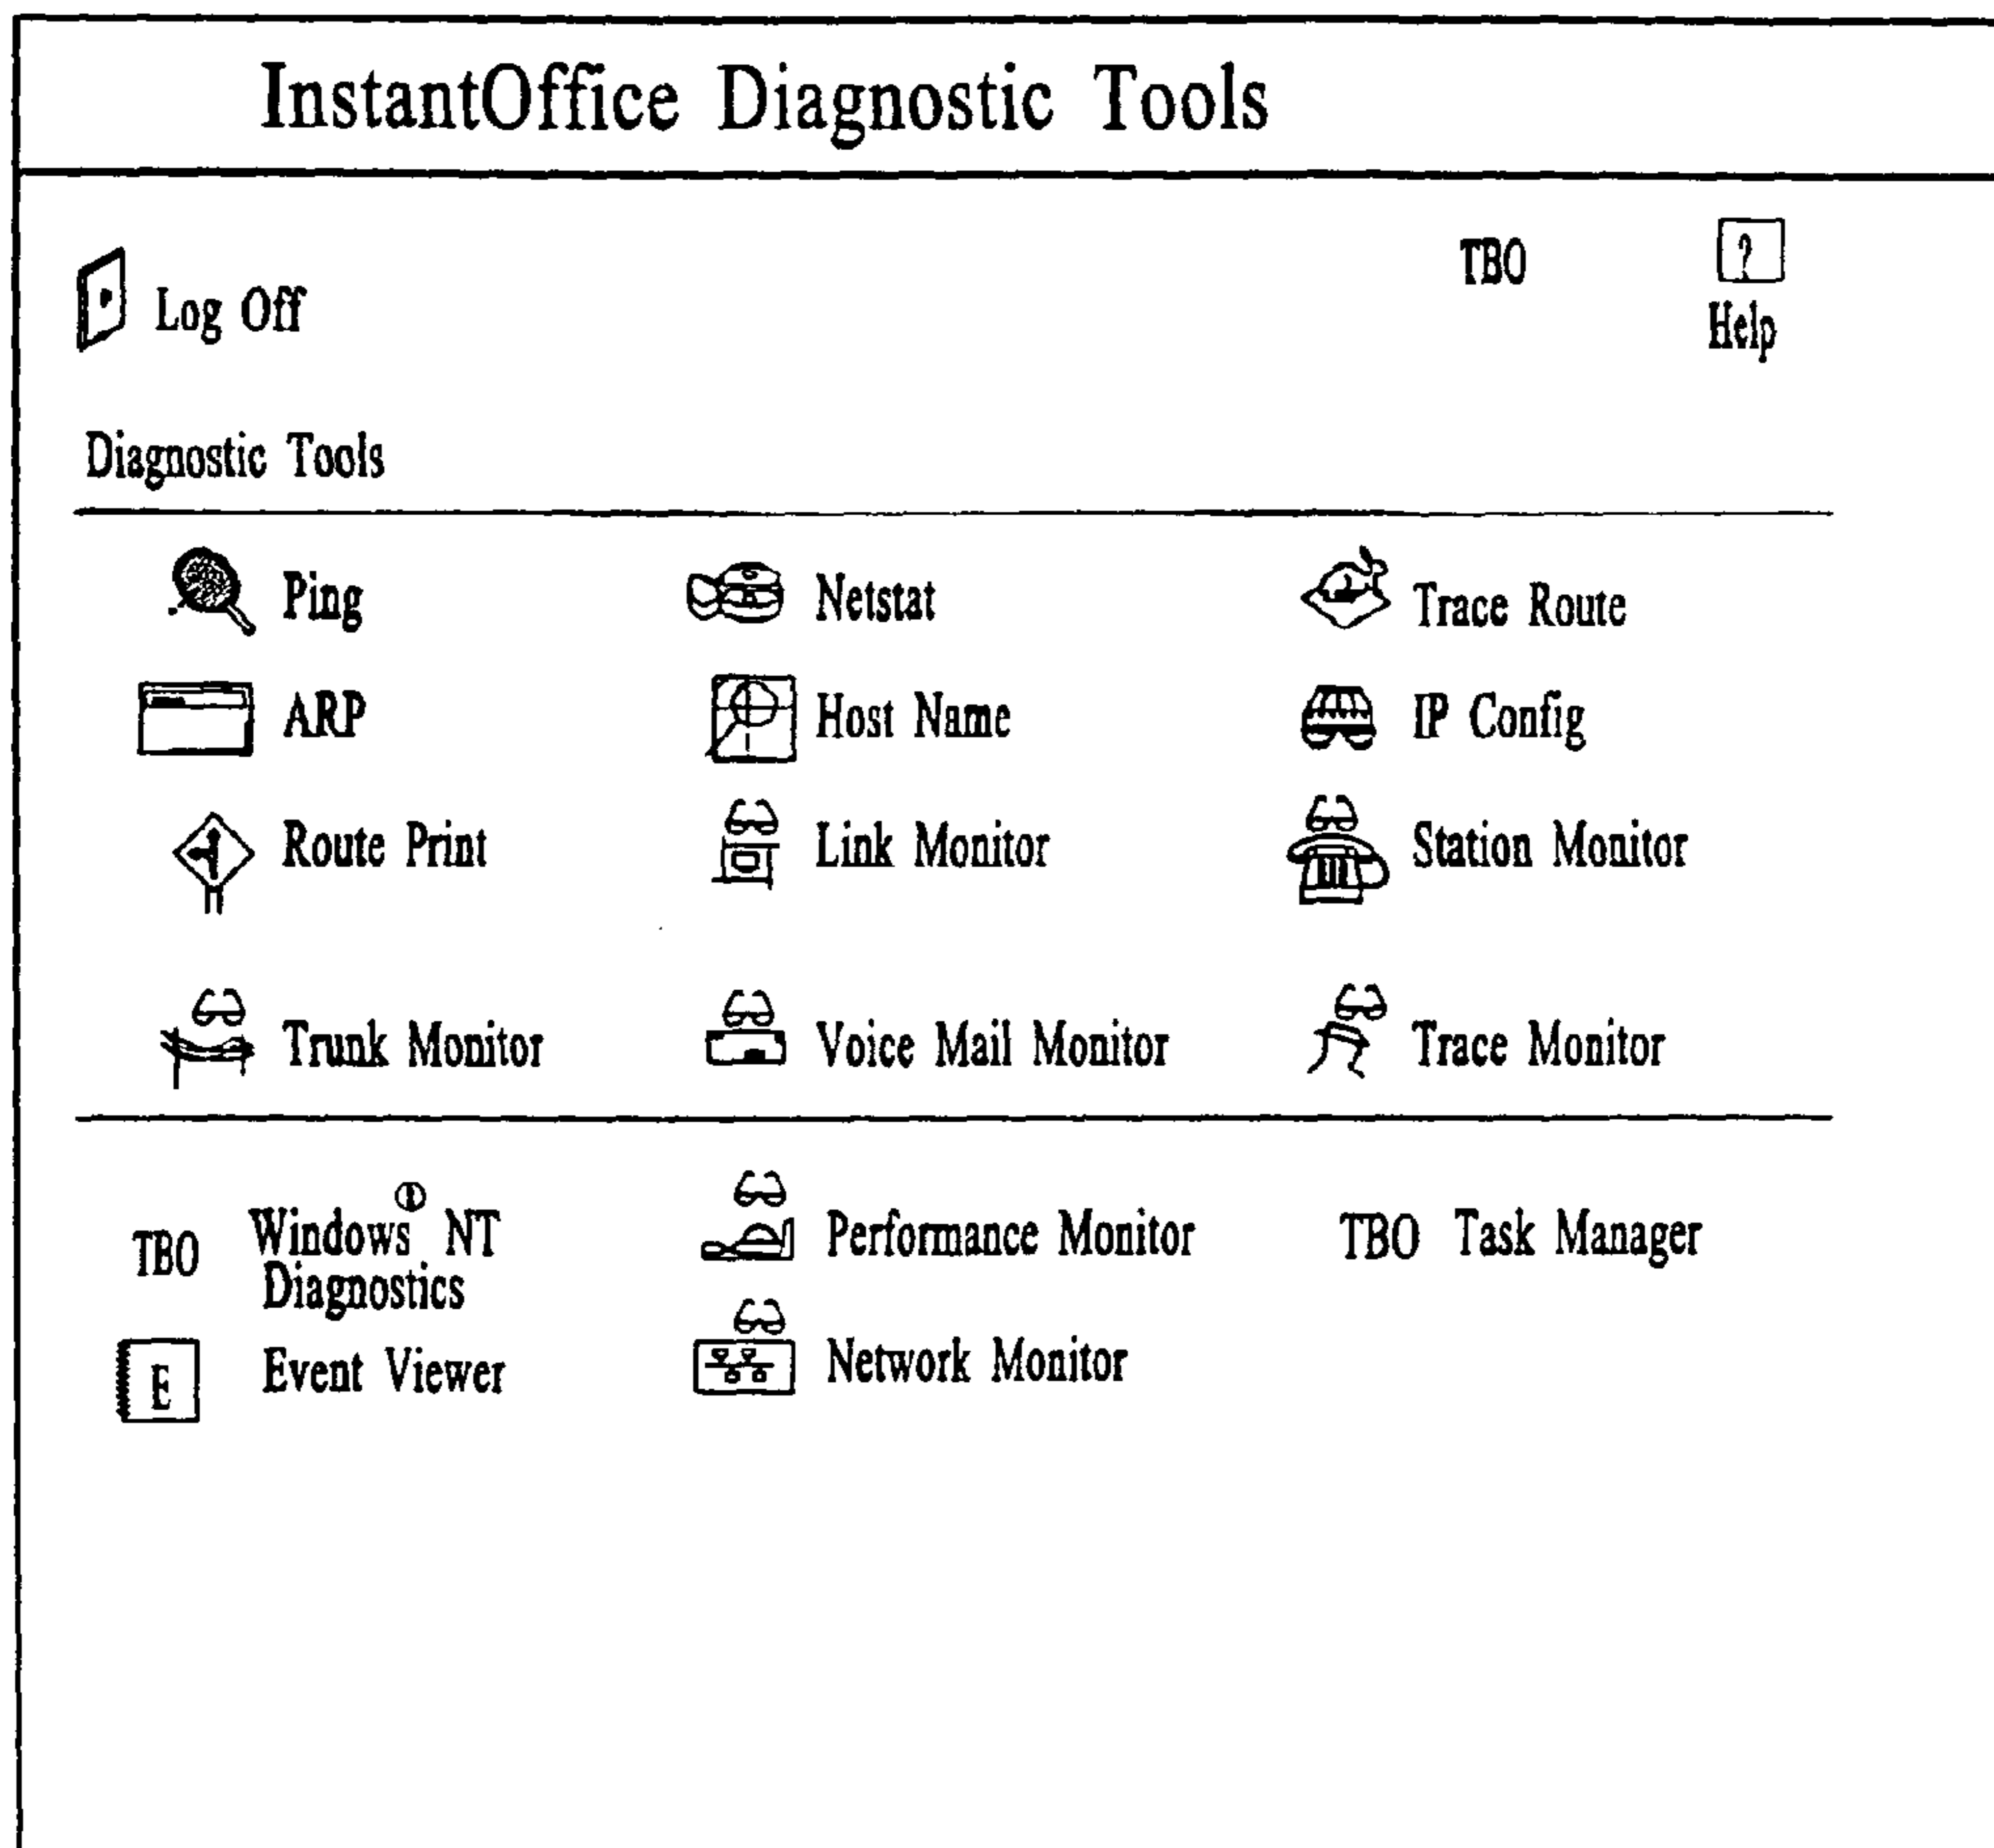 InstantOffice Diagnostic Tools
TBO
?
Log Off
Help
Diagnostic Tools
Ping Netstat Trace Route
ARP Host Name IP Config
Route Print Link Monitor Station Monitor
Trunk Monitor Voice Mail Monitor Trace Monitor
TBO Windows NT Performance Monitor TBO Task Manager
Diagnostics
E Event Viewer Network Monitor